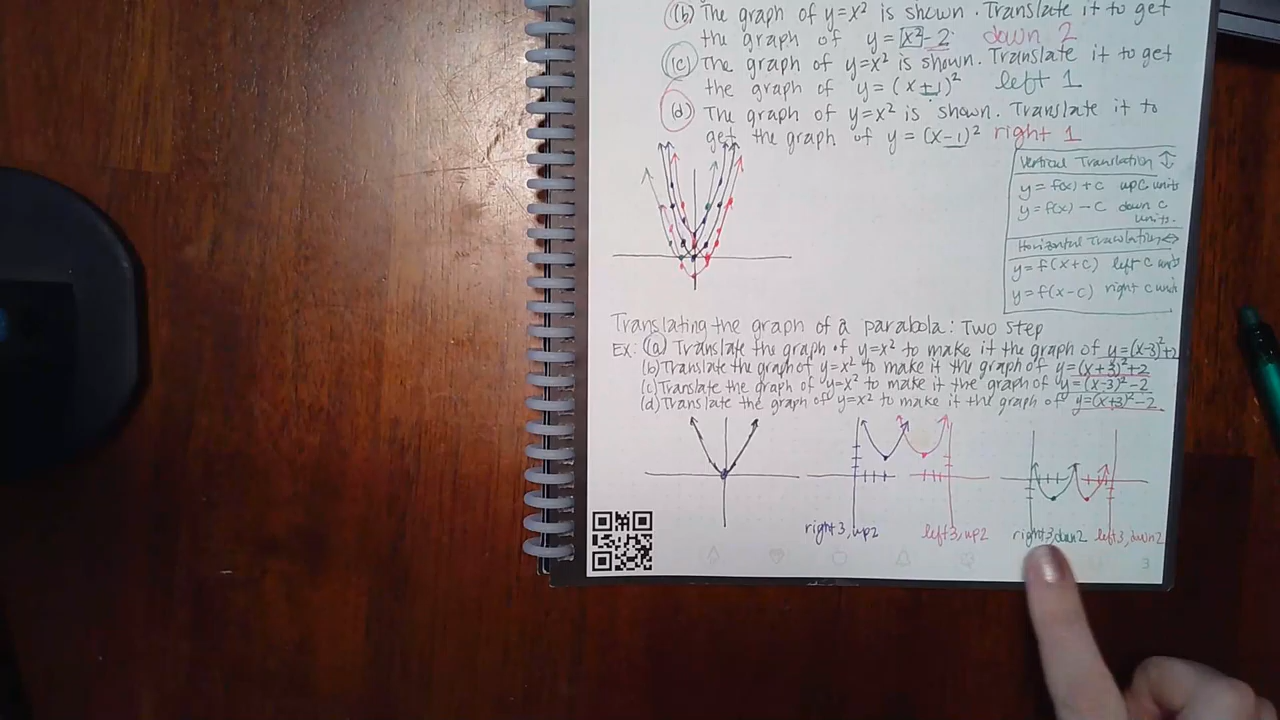 (b) The graph of y=x² is shown. Translate it to get
the graph of y = x² - 2. down 2
(c) The graph of y=x² is shown. Translate it to get
the graph of y = (x+1)² left 1
(d) The graph of y=x² is shown. Translate it to
get the graph of y = (x-1)² right 1
Vertical Translation ↕
y = f(x) + c up c units
y = f(x) - c down c
units.
Horizontal Translation ↔
y = f(x+c) left c units
y = f(x-c) right c units
Translating the graph of a parabola: Two Step
Ex: (a) Translate the graph of y=x² to make it the graph of y=(x-3)²+2
(b) Translate the graph of y=x² to make it the graph of y=(x+3)²+2
(c) Translate the graph of y=x² to make it the graph of y=(x-3)²-2
(d) Translate the graph of y=x² to make it the graph of y=(x+3)²-2
right 3, up 2 left 3, up 2 right 3, down 2 left 3, down 2
3